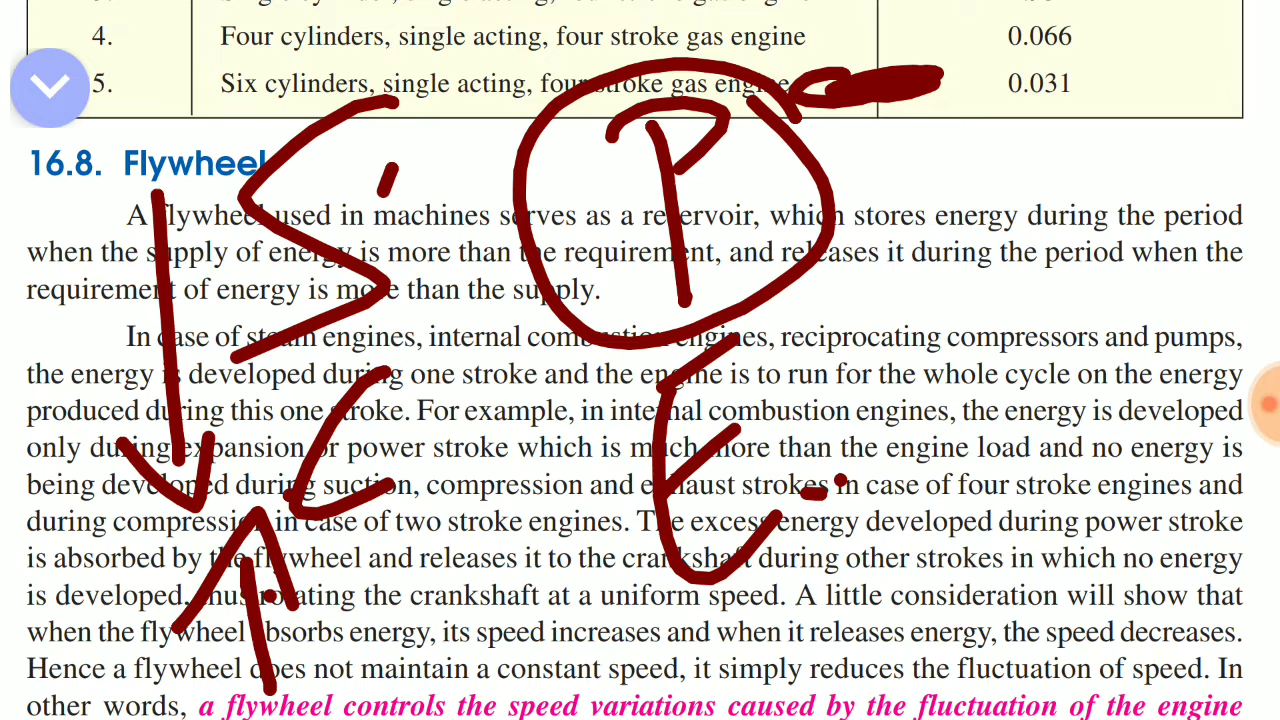 4. Four cylinders, single acting, four stroke gas engine 0.066
5. Six cylinders, single acting, four stroke gas engine 0.031
16.8. Flywheel
A flywheel used in machines serves as a reservoir, which stores energy during the period
when the supply of energy is more than the requirement, and releases it during the period when the
requirement of energy is more than the supply.
In case of steam engines, internal combustion engines, reciprocating compressors and pumps,
the energy is developed during one stroke and the engine is to run for the whole cycle on the energy
produced during this one stroke. For example, in internal combustion engines, the energy is developed
only during expansion or power stroke which is much more than the engine load and no energy is
being developed during suction, compression and exhaust strokes in case of four stroke engines and
during compression in case of two stroke engines. The excess energy developed during power stroke
is absorbed by the flywheel and releases it to the crankshaft during other strokes in which no energy
is developed, thus rotating the crankshaft at a uniform speed. A little consideration will show that
when the flywheel absorbs energy, its speed increases and when it releases energy, the speed decreases.
Hence a flywheel does not maintain a constant speed, it simply reduces the fluctuation of speed. In
other words, a flywheel controls the speed variations caused by the fluctuation of the engine
S
P
C
E